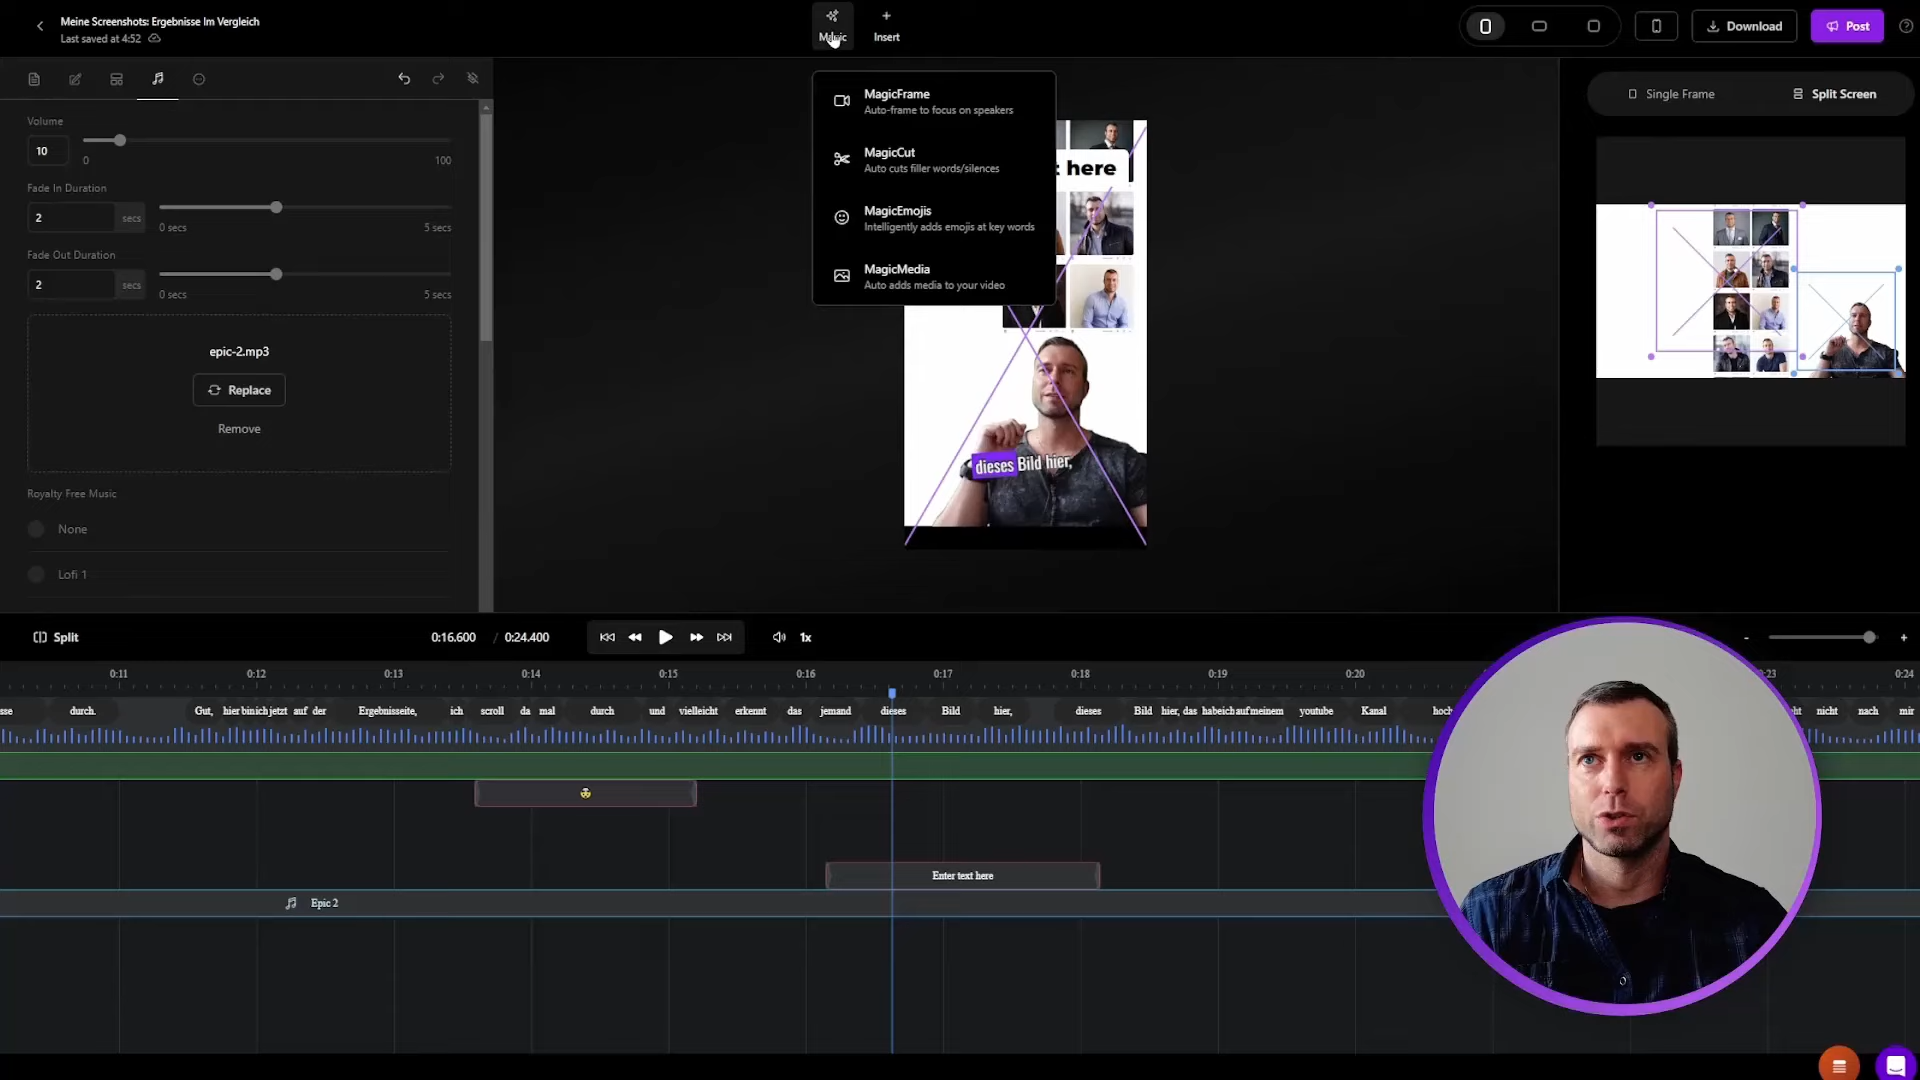 Meine Screenshots: Ergebnisse Im Vergleich
Last saved at 4:52
Magic
Insert
Download
Post
MagicFrame
Auto-frame to focus on speakers
MagicCut
Auto cuts filler words/silences
MagicEmojis
Intelligently adds emojis at key words
MagicMedia
Auto adds media to your video
Single Frame
Split Screen
Volume
10
0
100
Fade In Duration
2
secs
0 secs
5 secs
Fade Out Duration
2
secs
0 secs
5 secs
epic-2.mp3
Replace
Remove
Royalty Free Music
None
Lofi 1
t here
dieses Bild hier,
Split
0:16.600 / 0:24.400
1x
- +
0:11 0:12 0:13 0:14 0:15 0:16 0:17 0:18 0:19 0:20 :23 0:24
sse durch. Gut, hier bin ich jetzt auf der Ergebnisseite, ich scroll da mal durch und vielleicht erkennt das jemand dieses Bild hier, dieses Bild hier, das habe ich auf meinem youtube Kanal hoch ht nicht nach mir
Enter text here
Epic 2